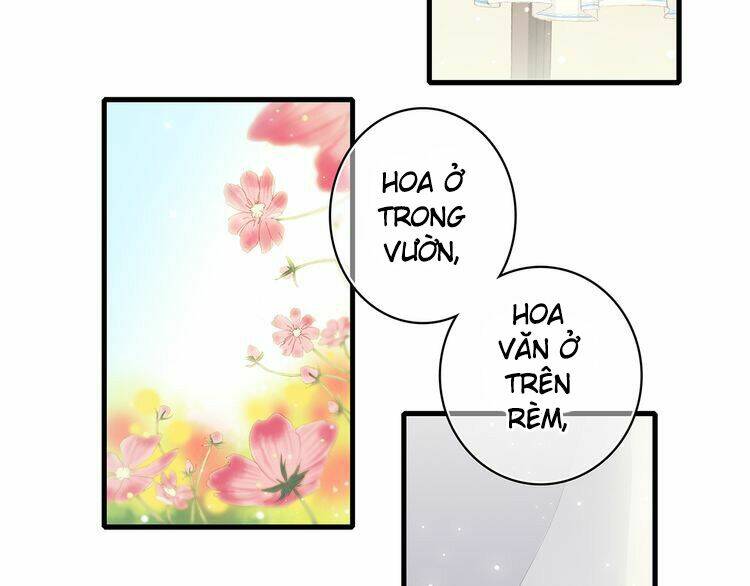 HOA Ở
TRONG
VƯỜN,
HOA
VĂN Ở
TRÊN
RÈM,